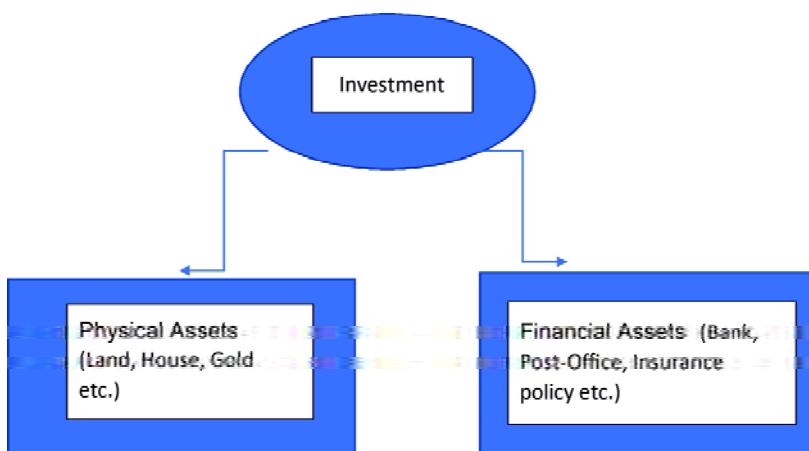 Investment
Physical Assets
(Land, House, Gold
etc.)
Financial Assets (Bank,
Post-Office, Insurance
policy etc.)